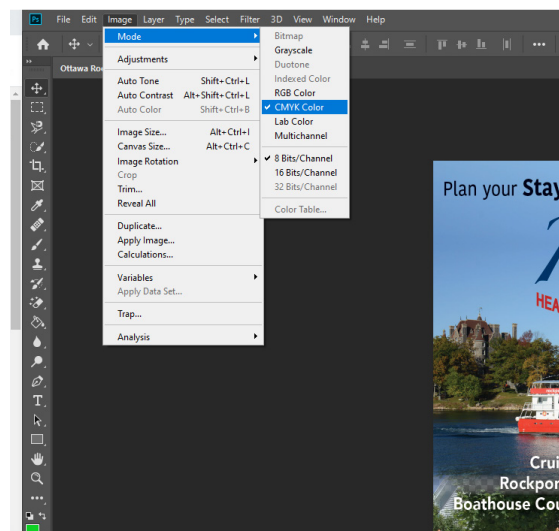 Ps File Edit Image Layer Type Select Filter 3D View Window Help
Mode
Adjustments
Auto Tone Shift+Ctrl+L
Auto Contrast Alt+Shift+Ctrl+L
Auto Color Shift+Ctrl+B
Image Size... Alt+Ctrl+I
Canvas Size... Alt+Ctrl+C
Image Rotation
Crop
Trim...
Reveal All
Duplicate...
Apply Image...
Calculations...
Variables
Apply Data Set...
Trap...
Analysis
Bitmap
Grayscale
Duotone
Indexed Color
RGB Color
CMYK Color
Lab Color
Multichannel
8 Bits/Channel
16 Bits/Channel
32 Bits/Channel
Color Table...
Ottawa Ro
Plan your Stay
HEA
Crui
Rockpor
Boathouse Cou